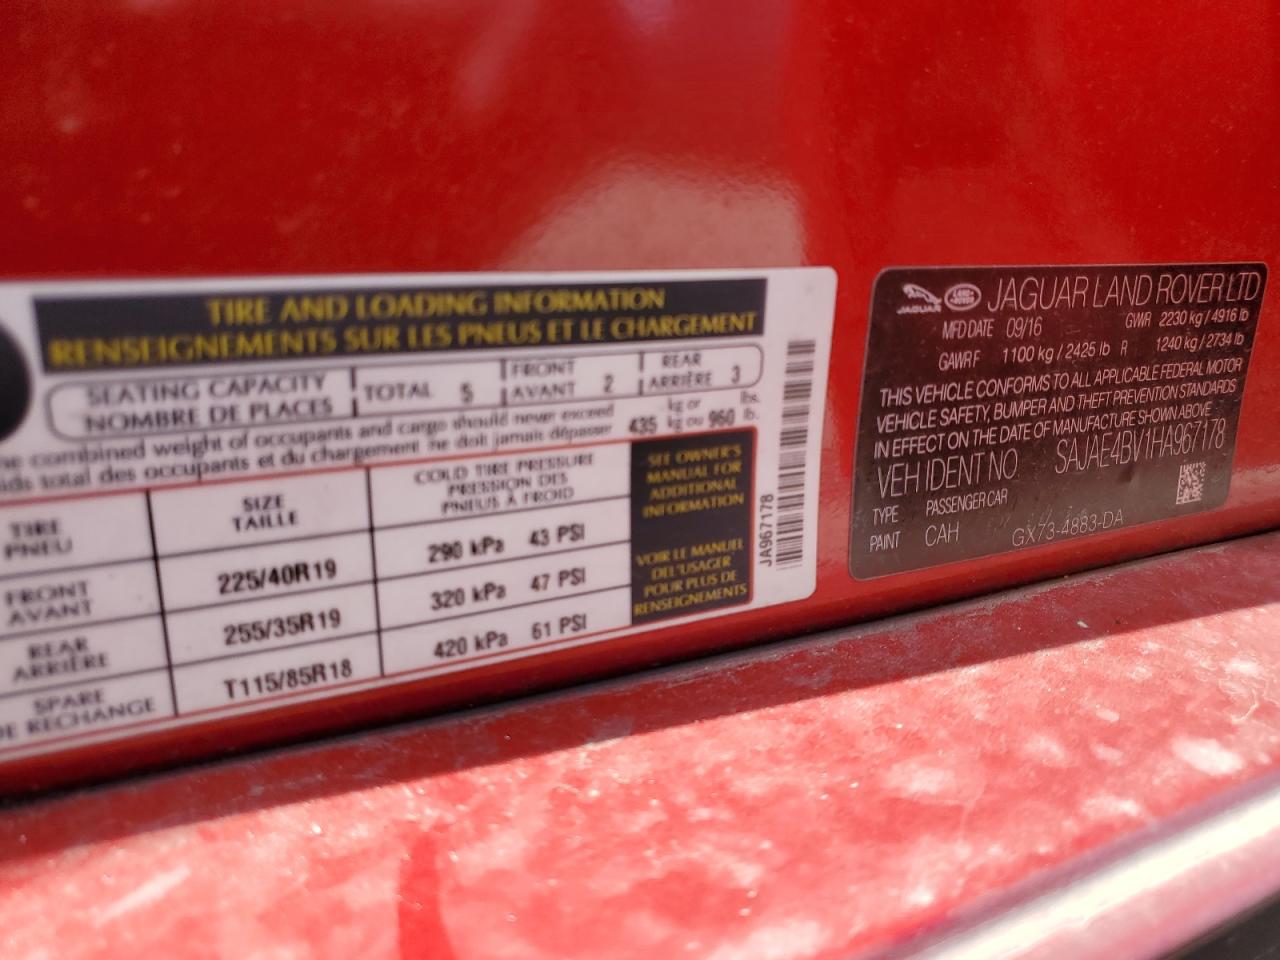 TIRE AND LOADING INFORMATION
RENSEIGNEMENTS SUR LES PNEUS ET LE CHARGEMENT
SEATING CAPACITY
NOMBRE DE PLACES
TOTAL 5
FRONT
AVANT 2
REAR
ARRIÈRE 3
combined weight of occupants and cargo should never exceed
total des occupants et du chargement ne doit jamais dépasser
435 kg or
kg ou 960 lbs.
lb.
TIRE
PNEU
SIZE
TAILLE
COLD TIRE PRESSURE
PRESSION DES
PNEUS À FROID
FRONT
AVANT
225/40R19
290 kPa 43 PSI
REAR
ARRIÈRE
255/35R19
320 kPa 47 PSI
SPARE
DE RECHANGE
T115/85R18
420 kPa 61 PSI
SEE OWNER'S
MANUAL FOR
ADDITIONAL
INFORMATION
VOIR LE MANUEL
DE L'USAGER
POUR PLUS DE
RENSEIGNEMENTS
JA967178
JAGUAR
LAND ROVER
JAGUAR LAND ROVER LTD
MFD DATE 09/16 GWR 2230 kg / 4916 lb
GAWR F 1100 kg / 2425 lb R 1240 kg / 2734 lb
THIS VEHICLE CONFORMS TO ALL APPLICABLE FEDERAL MOTOR
VEHICLE SAFETY, BUMPER AND THEFT PREVENTION STANDARDS
IN EFFECT ON THE DATE OF MANUFACTURE SHOWN ABOVE
VEH IDENT NO SAJAE4BV1HA967178
TYPE PASSENGER CAR
PAINT CAH GX73-4883-DA